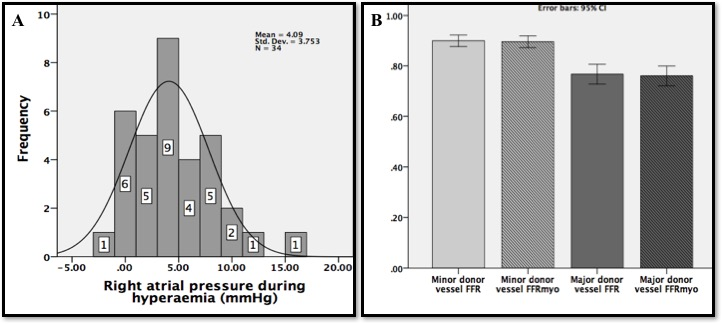 A
Mean = 4.09
Std. Dev. = 3.753
N = 34
Frequency
10
8
6
4
2
0
1
6
5
9
4
5
2
1
1
-5.00
.00
5.00
10.00
15.00
20.00
Right atrial pressure during
hyperaemia (mmHg)
B
Error bars: 95% CI
1.00
.80
.60
.40
.20
.00
Minor donor
vessel FFR
Minor donor
vessel FFRmyo
Major donor
vessel FFR
Major donor
vessel FFRmyo